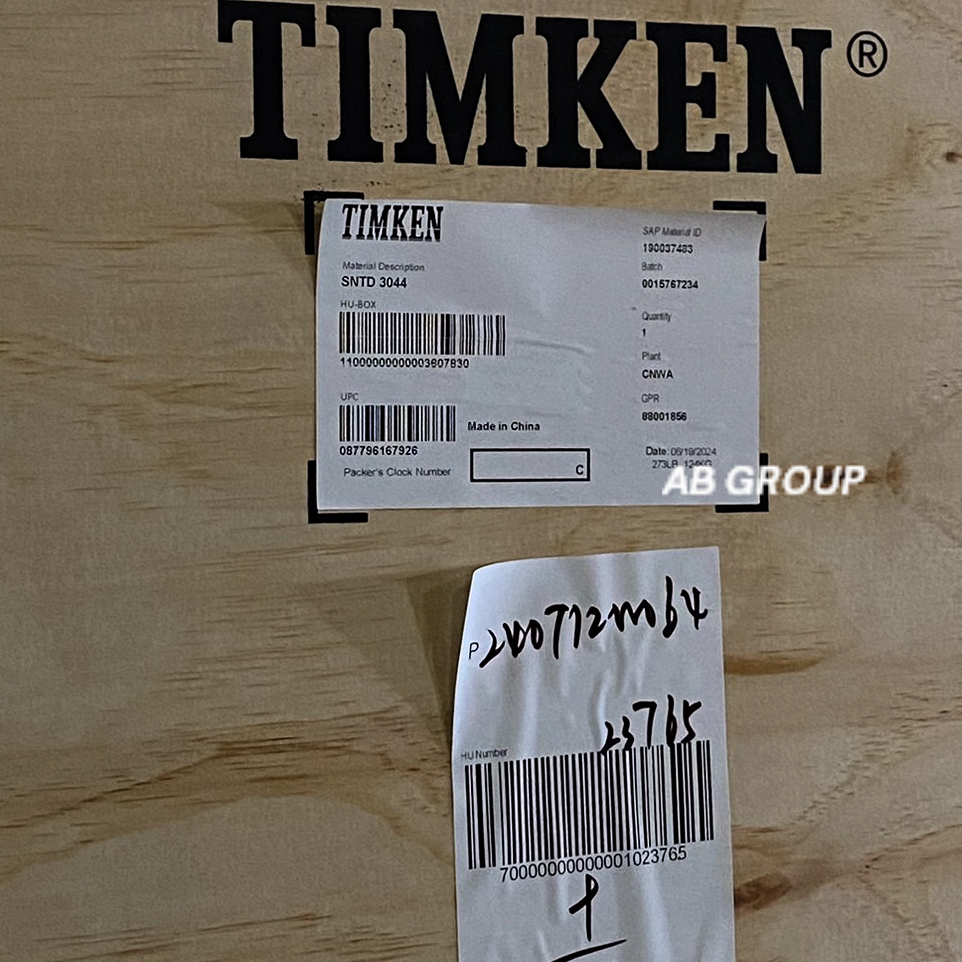 TIMKEN®
TIMKEN
Material Description
SNTD 3044
HU-BOX
11000000000003607830
UPC
087796167926
Made in China
Packer's Clock Number
C
SAP Material ID
190037483
Batch
0015767234
Quantity
1
Plant
CNWA
GPR
88001856
Date: 06/19/2024
273LB 124KG
AB GROUP
P
23765
HU Number
70000000000001023765